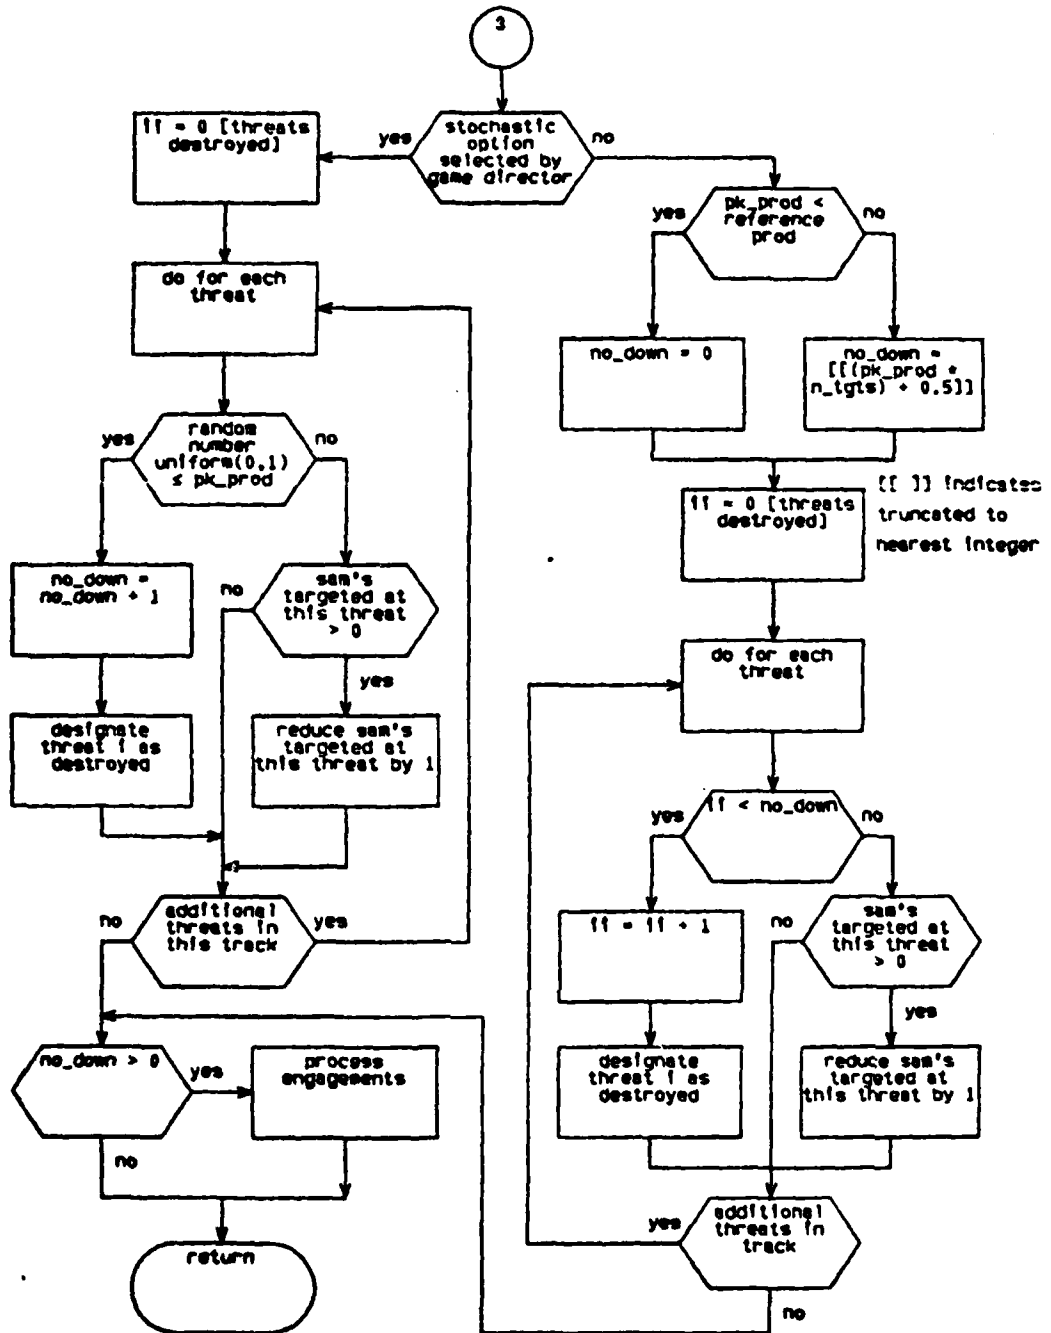 3
stochastic
option
selected by
game director
yes
no
ii = 0 [threats
destroyed]
do for each
threat
random
number
uniform(0,1)
≤ pk_prod
yes
no
no_down =
no_down + 1
designate
threat i as
destroyed
sam's
targeted at
this threat
> 0
no
yes
reduce sam's
targeted at
this threat by 1
additional
threats in
this track
no
yes
no_down > 0
yes
no
process
engagements
return
pk_prod <
reference
prod
yes
no
no_down = 0
no_down =
[[(pk_prod *
n_tgts) + 0.5]]
[[ ]] indicates
truncated to
nearest integer
ii = 0 [threats
destroyed]
do for each
threat
ii < no_down
yes
no
ii = ii + 1
designate
threat i as
destroyed
sam's
targeted at
this threat
> 0
no
yes
reduce sam's
targeted at
this threat by 1
additional
threats in
track
yes
no